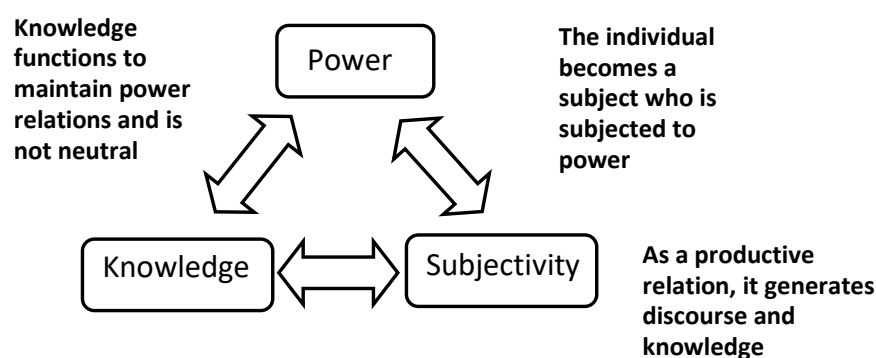 Knowledge
functions to
maintain power
relations and is
not neutral
Power
The individual
becomes a
subject who is
subjected to
power
Knowledge
Subjectivity
As a productive
relation, it generates
discourse and
knowledge